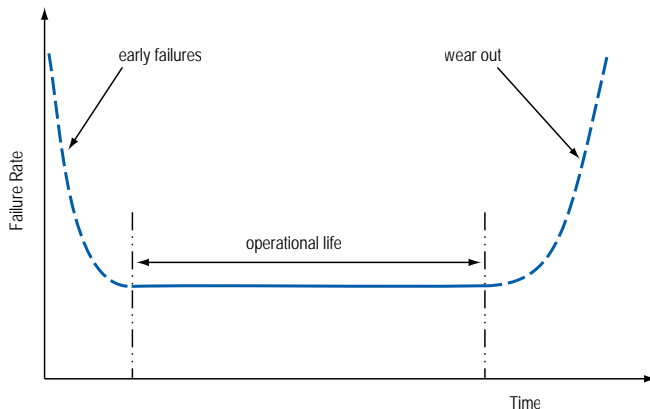 early failures
wear out
Failure Rate
operational life
Time